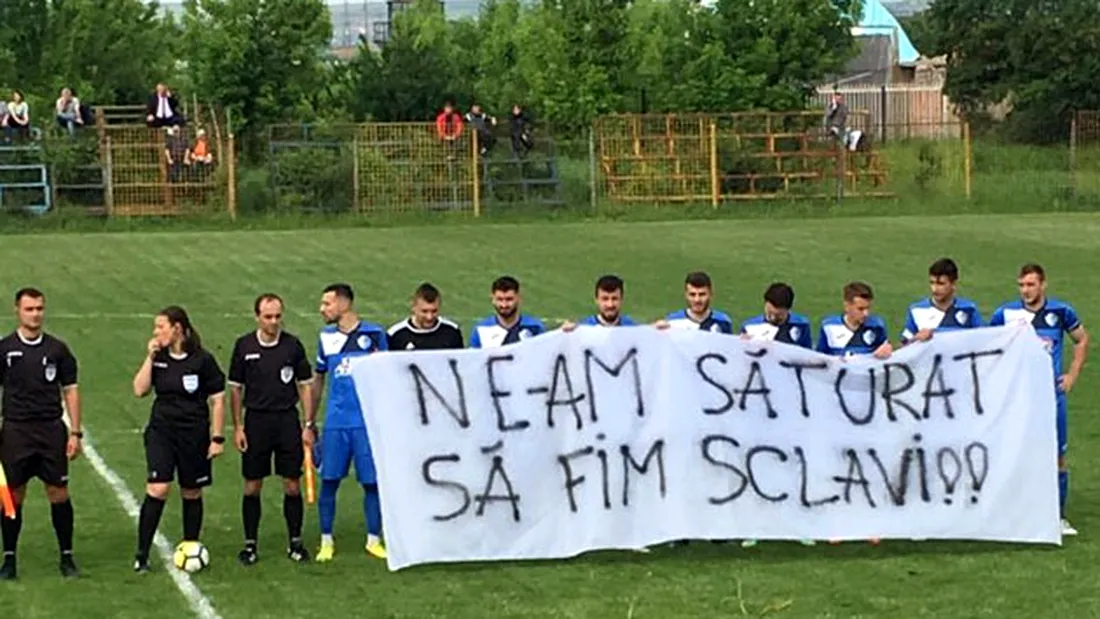 NE-AM SĂTURAT
SĂ FIM SCLAVI!!